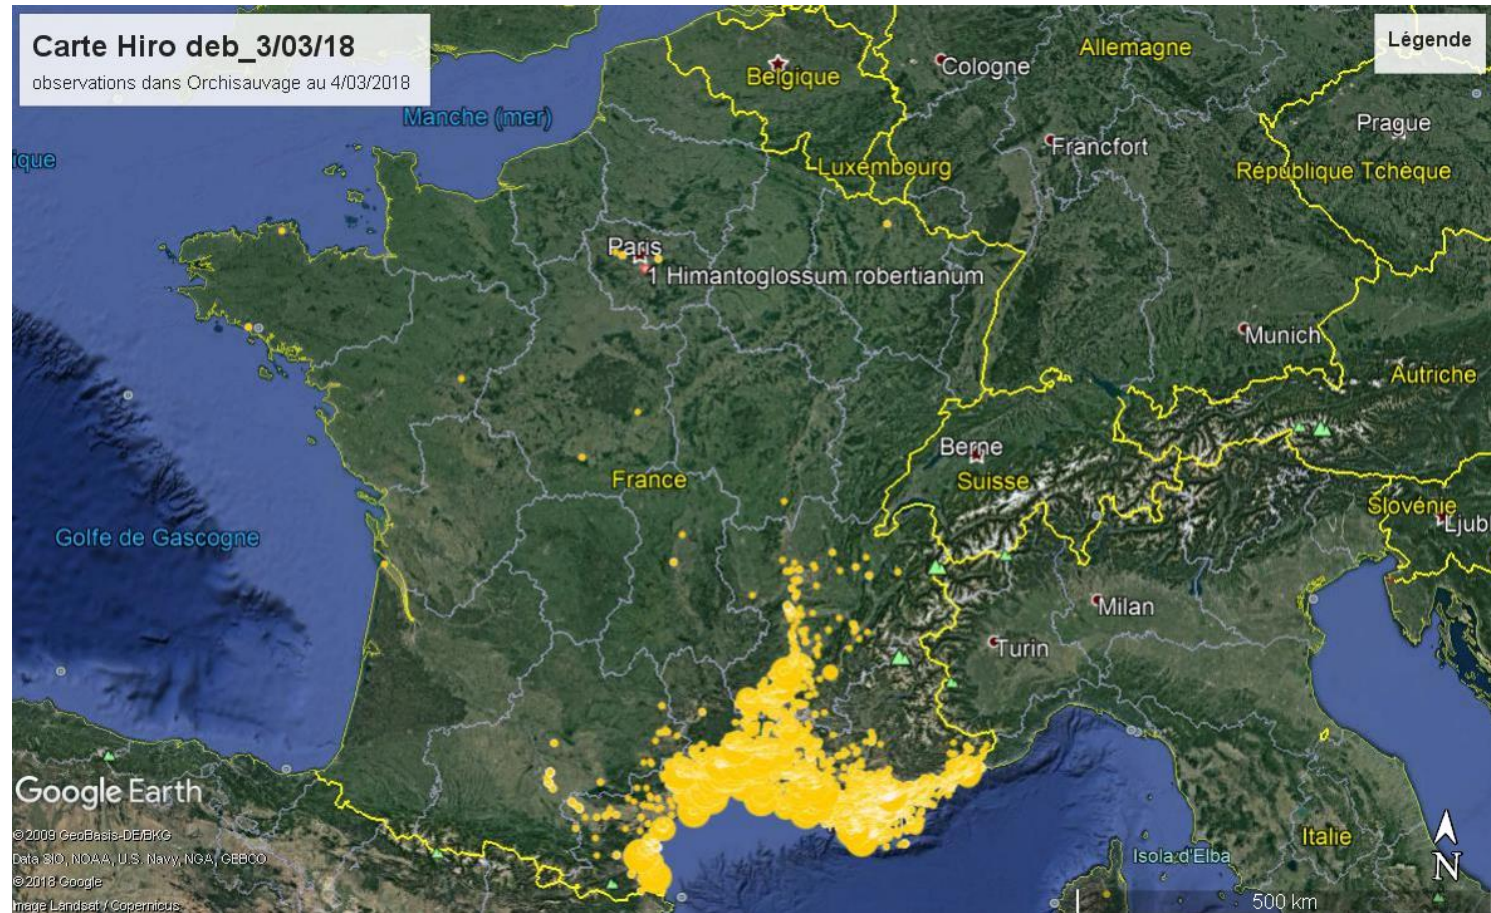 Carte Hiro deb_3/03/18
observations dans Orchisauvage au 4/03/2018
Légende
Belgique
Cologne
Allemagne
Manche (mer)
Prague
Francfort
ique
Luxembourg
République Tchèque
Paris
1 Himantoglossum robertianum
Munich
Autriche
Berne
France
Suisse
Slovénie
Ljubl
Golfe de Gascogne
Milan
Turin
Google Earth
©2009 GeoBasis-DE/BKG
Data SIO, NOAA, U.S. Navy, NGA, GEBCO
©2018 Google
Image Landsat / Copernicus
Italie
Isola d'Elba
N
500 km